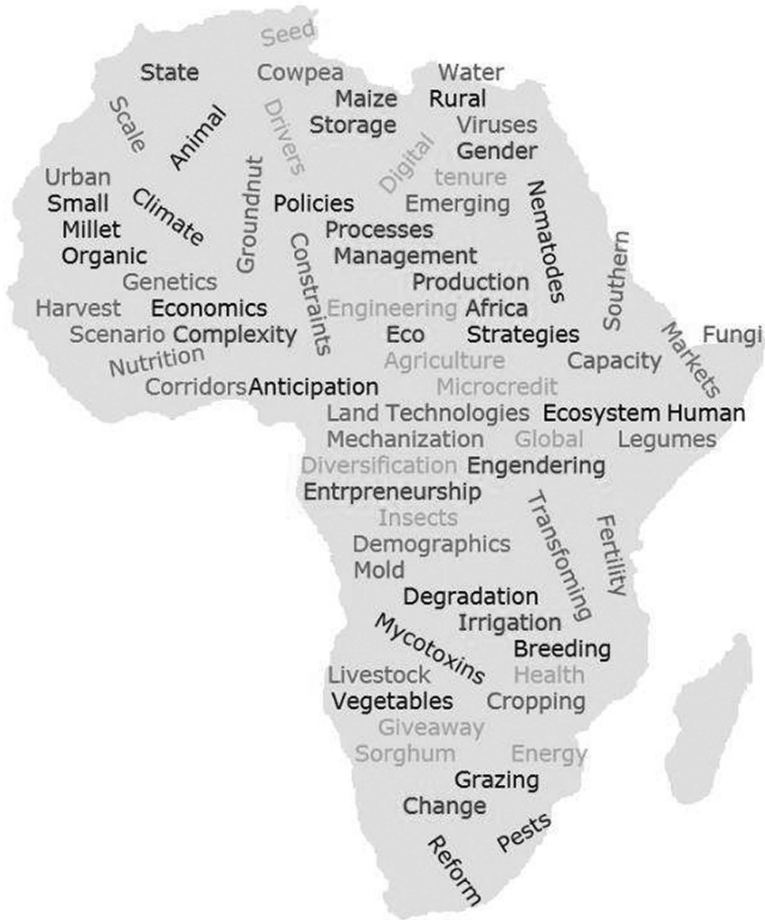 Seed
State Cowpea Water
Maize Rural
Scale Animal Drivers Storage Viruses
Digital Gender
Urban Groundnut tenure
Small Climate Policies Emerging Nematodes
Millet Processes
Organic Constraints Management Southern
Genetics Production
Harvest Economics Engineering Africa
Scenario Complexity Eco Strategies Markets Fungi
Nutrition Agriculture Capacity
Corridors Anticipation Microcredit
Land Technologies Ecosystem Human
Mechanization Global Legumes
Diversification Engendering
Entrpreneurship
Insects Transfoming Fertility
Demographics
Mold
Degradation
Mycotoxins Irrigation
Breeding
Livestock Health
Vegetables Cropping
Giveaway
Sorghum Energy
Grazing
Change
Reform Pests